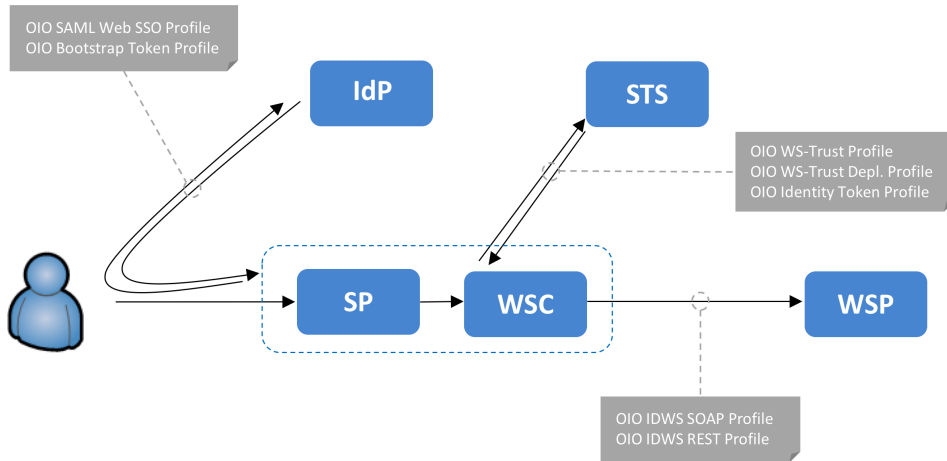 OIO SAML Web SSO Profile
OIO Bootstrap Token Profile
IdP
STS
OIO WS-Trust Profile
OIO WS-Trust Depl. Profile
OIO Identity Token Profile
SP
WSC
WSP
OIO IDWS SOAP Profile
OIO IDWS REST Profile